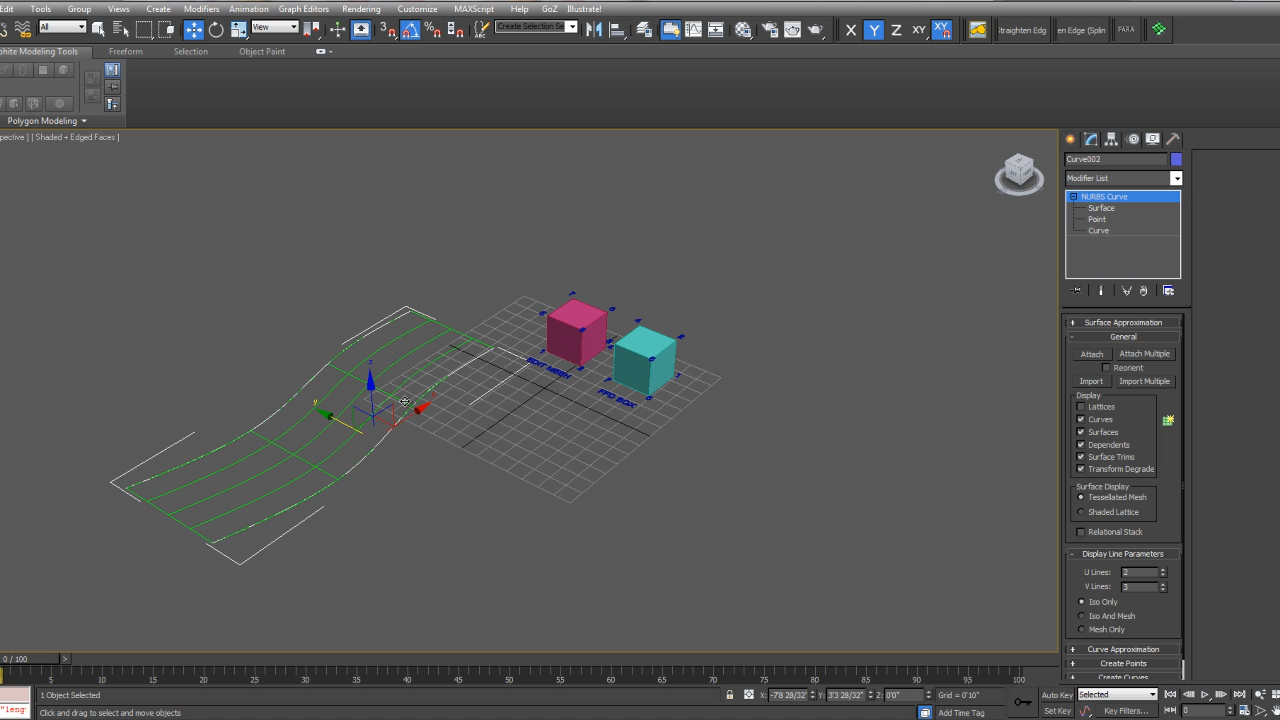 Edit Tools Group Views Create Modifiers Animation Graph Editors Rendering Customize MAXScript Help GoZ Illustrate!
All View 3 Create Selection Se X Y Z XY XY traighten Edg en Edge (Splin PARA
phite Modeling Tools Freeform Selection Object Paint
Polygon Modeling
pective | [ Shaded + Edged Faces ]
Curve002
Modifier List
NURBS Curve
Surface
Point
Curve
Surface Approximation
General
Attach Attach Multiple
Reorient
Import Import Multiple
Display
Lattices
Curves
Surfaces
Dependents
Surface Trims
Transform Degrade
Surface Display
Tessellated Mesh
Shaded Lattice
Relational Stack
Display Line Parameters
U Lines: 2
V Lines: 3
Iso Only
Iso And Mesh
Mesh Only
Curve Approximation
Create Points
Create Curves
EDIT MESH
FFD BOX
z
y
0 / 100 >
5 10 15 20 25 30 35 40 45 50 55 60 65 70 75 80 85 90 95 100
1 Object Selected X: -7'8 28/32" Y: 3'3 28/32" Z: 0'0" Grid = 0'10" Auto Key Selected
"leng Click and drag to select and move objects Add Time Tag Set Key Key Filters... 0